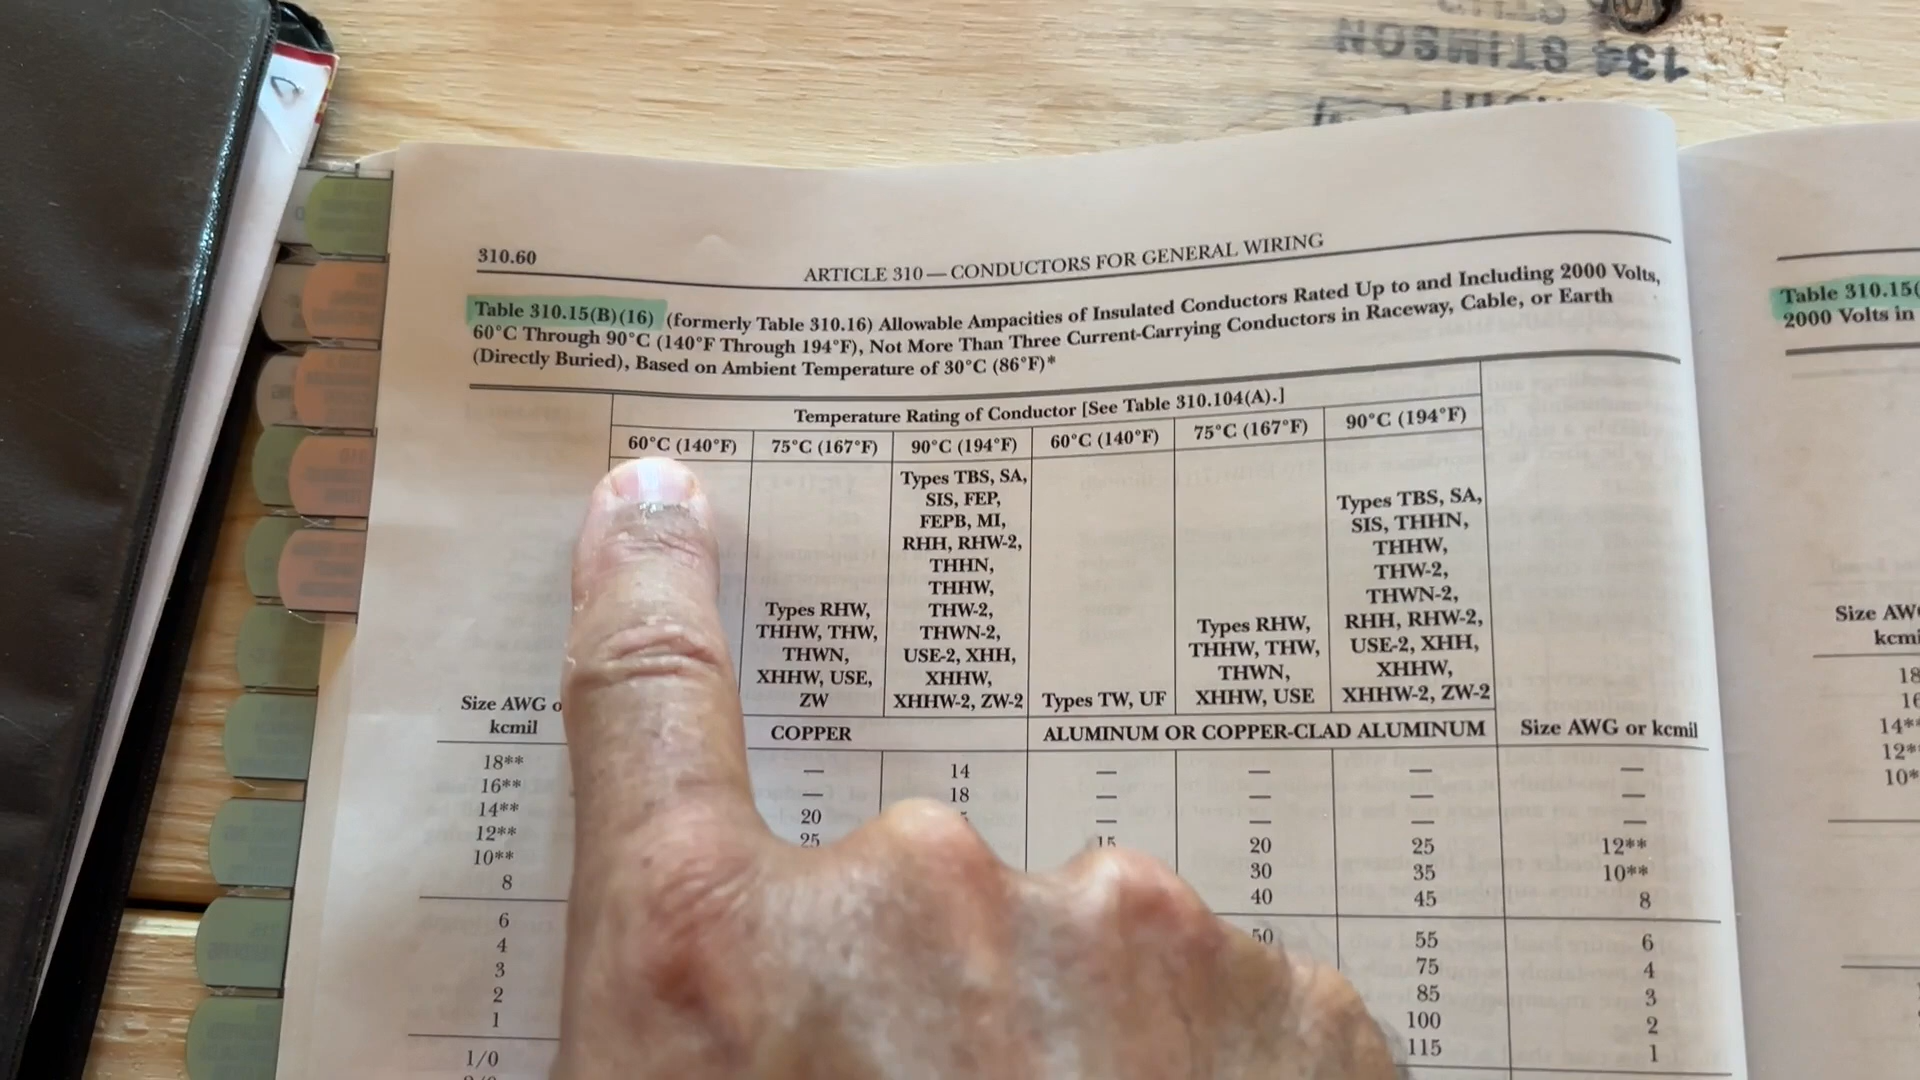 134 STIMSON
310.60
ARTICLE 310 — CONDUCTORS FOR GENERAL WIRING
Table 310.15(B)(16) (formerly Table 310.16) Allowable Ampacities of Insulated Conductors Rated Up to and Including 2000 Volts,
60°C Through 90°C (140°F Through 194°F), Not More Than Three Current-Carrying Conductors in Raceway, Cable, or Earth
(Directly Buried), Based on Ambient Temperature of 30°C (86°F)*
Temperature Rating of Conductor [See Table 310.104(A).]
60°C (140°F) 75°C (167°F) 90°C (194°F) 60°C (140°F) 75°C (167°F) 90°C (194°F)
Types RHW,
THHW, THW,
THWN,
XHHW, USE,
ZW
Types TBS, SA,
SIS, FEP,
FEPB, MI,
RHH, RHW-2,
THHN,
THHW,
THW-2,
THWN-2,
USE-2, XHH,
XHHW,
XHHW-2, ZW-2
Types TW, UF
Types RHW,
THHW, THW,
THWN,
XHHW, USE
Types TBS, SA,
SIS, THHN,
THHW,
THW-2,
THWN-2,
RHH, RHW-2,
USE-2, XHH,
XHHW,
XHHW-2, ZW-2
Size AWG
kcmil
COPPER ALUMINUM OR COPPER-CLAD ALUMINUM Size AWG or kcmil
18** — 14 — — — —
16** — 18 — — — —
14** 20 — — — —
12** 25 15 20 25 12**
10** 30 35 10**
8 40 45 8
6 50 55 6
4 75 4
3 85 3
2 100 2
1 115 1
1/0
Table 310.15(
2000 Volts in
Size AW
kcmi
18
16
14**
12**
10*